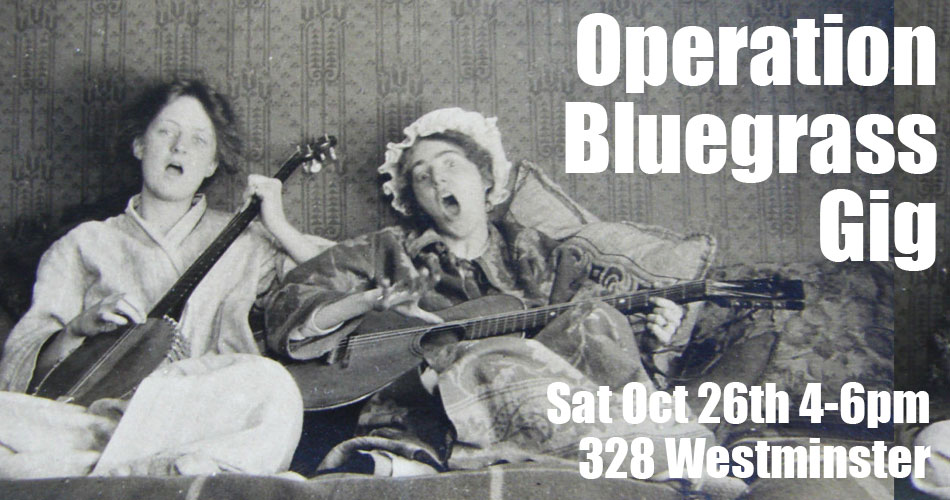 Operation
Bluegrass
Gig
Sat Oct 26th 4-6pm
328 Westminster